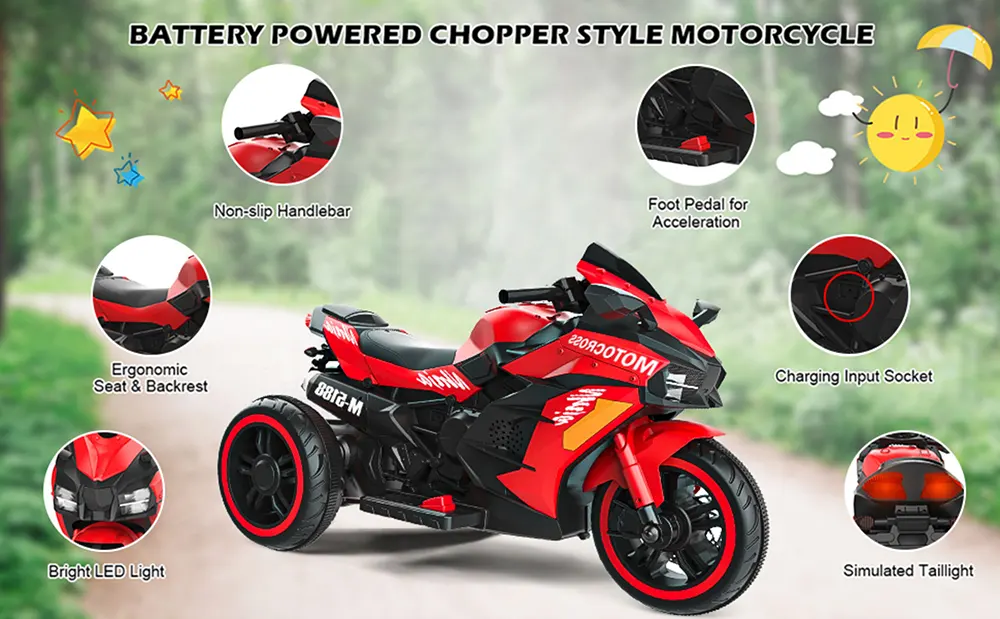 BATTERY POWERED CHOPPER STYLE MOTORCYCLE
Non-slip Handlebar
Foot Pedal for
Acceleration
Ergonomic
Seat & Backrest
Charging Input Socket
MOTOCROSS
M-5188
Bright LED Light
Simulated Taillight